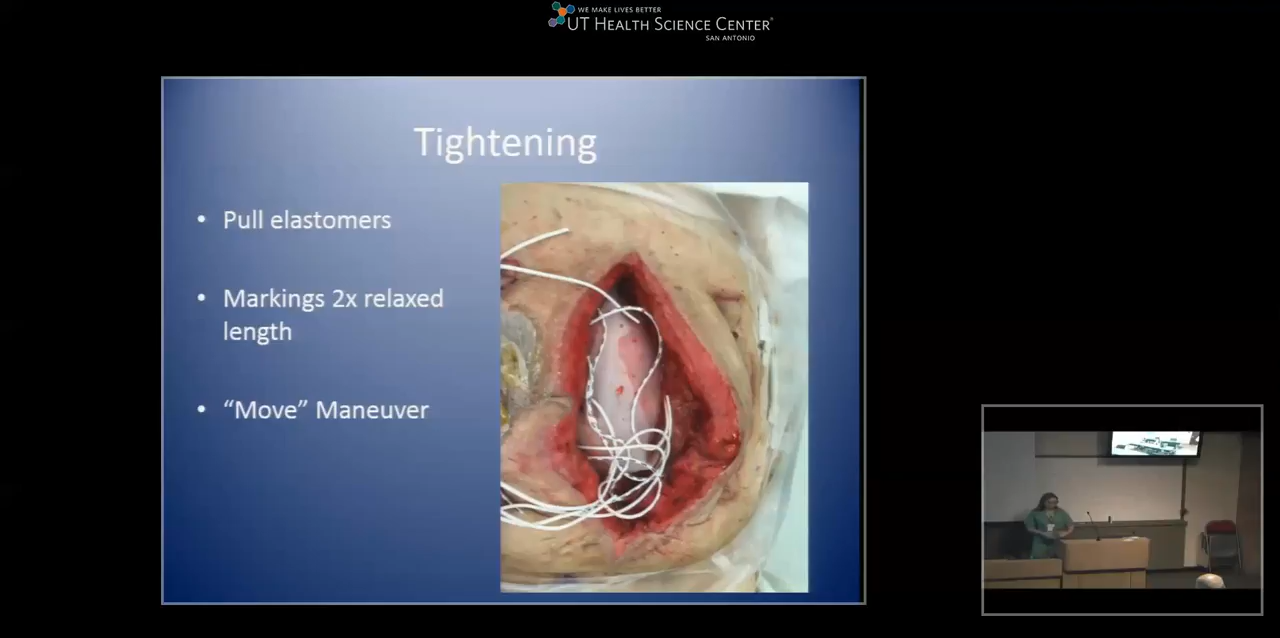 WE MAKE LIVES BETTER
UT HEALTH SCIENCE CENTER®
SAN ANTONIO
Tightening
• Pull elastomers
• Markings 2x relaxed
length
• “Move” Maneuver